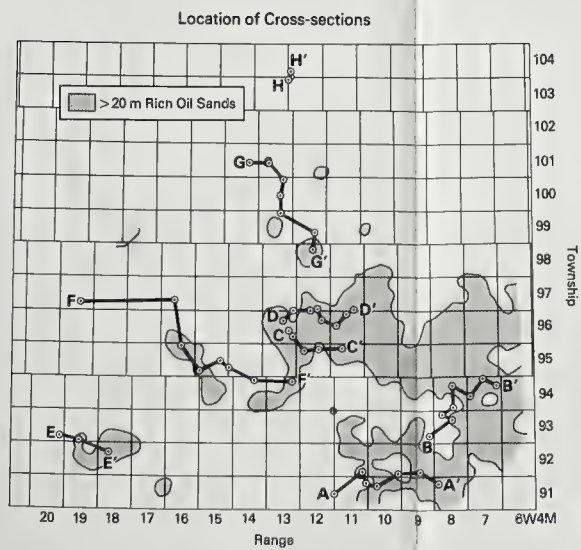 Location of Cross-sections
> 20 m Rich Oil Sands
H'
H
G
G'
F
F'
D
D'
C
C'
B'
B
E
E'
A
A'
104
103
102
101
100
99
98
97
96
95
94
93
92
91
Township
20 19 18 17 16 15 14 13 12 11 10 9 8 7 6W4M
Range